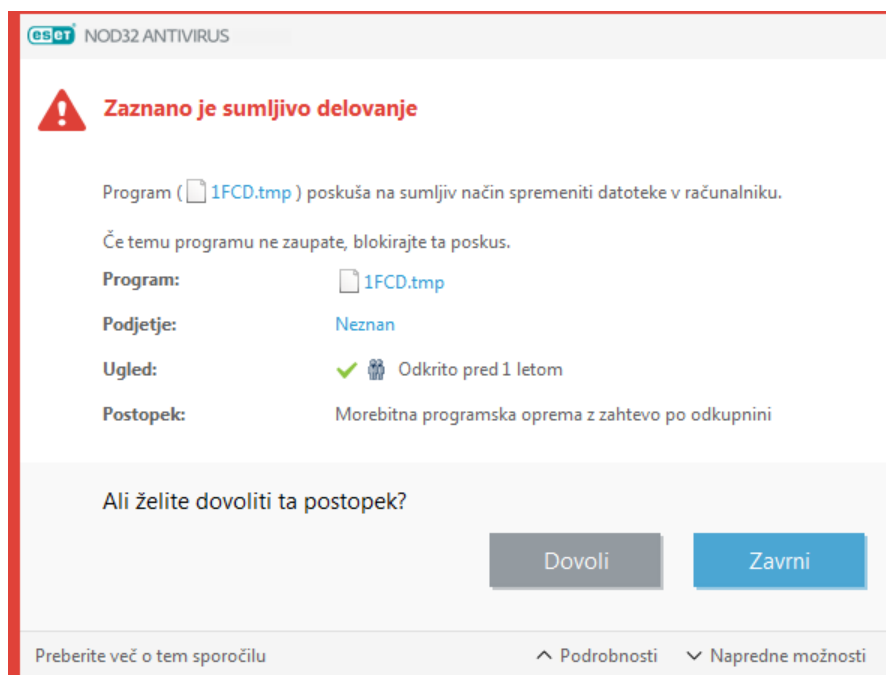 eset NOD32 ANTIVIRUS
Zaznano je sumljivo delovanje
Program ( 1FCD.tmp ) poskuša na sumljiv način spremeniti datoteke v računalniku.
Če temu programu ne zaupate, blokirajte ta poskus.
Program: 1FCD.tmp
Podjetje: Neznan
Ugled: Odkrito pred 1 letom
Postopek: Morebitna programska oprema z zahtevo po odkupnini
Ali želite dovoliti ta postopek?
Dovoli Zavrni
Preberite več o tem sporočilu Podrobnosti Napredne možnosti